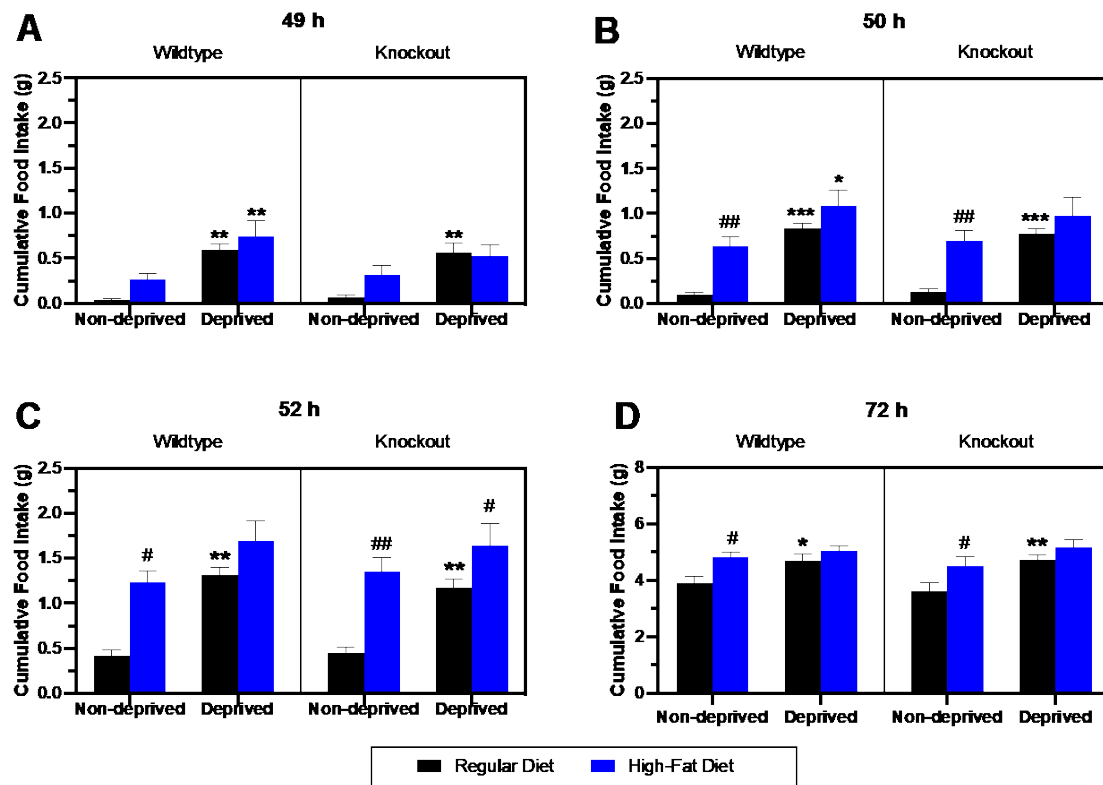 A
49 h
Wildtype
Knockout
Cumulative Food Intake (g)
2.5
2.0
1.5
1.0
0.5
0.0
**
**
**
Non-deprived
Deprived
Non-deprived
Deprived
B
50 h
Wildtype
Knockout
Cumulative Food Intake (g)
2.5
2.0
1.5
1.0
0.5
0.0
##
***
*
##
***
Non-deprived
Deprived
Non-deprived
Deprived
C
52 h
Wildtype
Knockout
Cumulative Food Intake (g)
2.5
2.0
1.5
1.0
0.5
0.0
#
**
##
**
#
Non-deprived
Deprived
Non-deprived
Deprived
D
72 h
Wildtype
Knockout
Cumulative Food Intake (g)
8
6
4
2
0
#
*
#
**
Non-deprived
Deprived
Non-deprived
Deprived
Regular Diet
High-Fat Diet